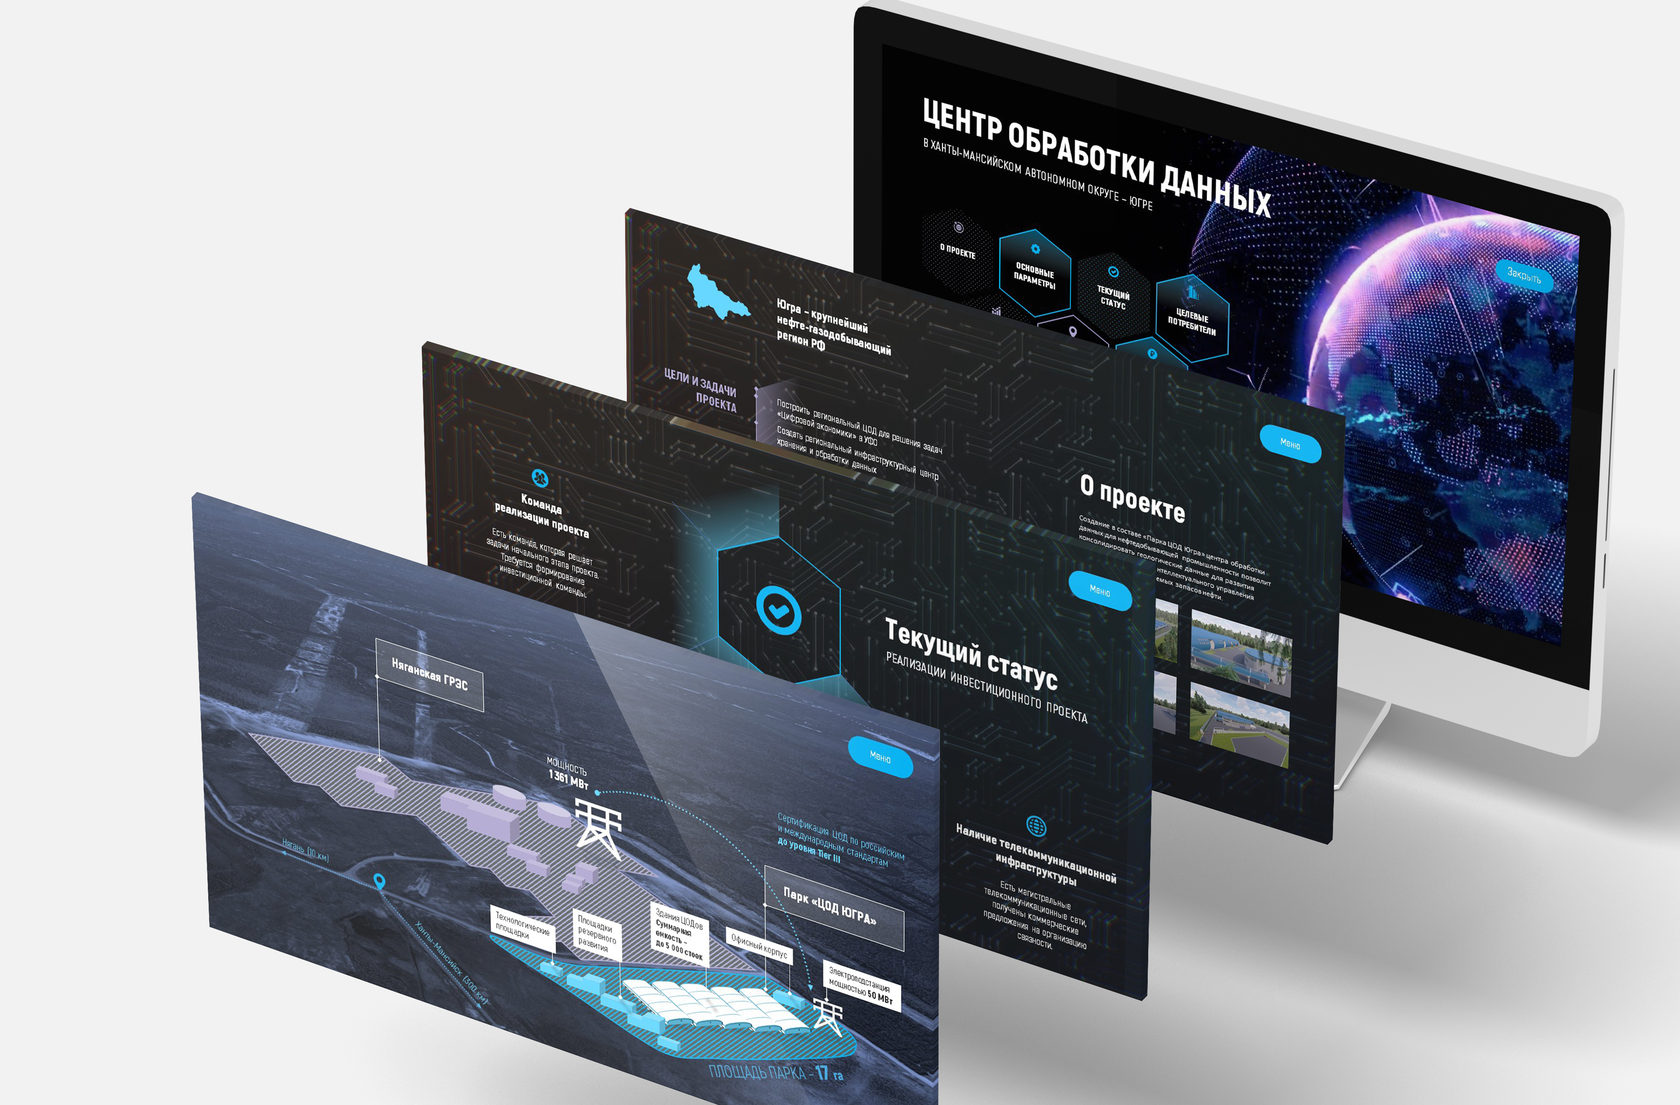 ЦЕНТР ОБРАБОТКИ ДАННЫХ
В ХАНТЫ-МАНСИЙСКОМ АВТОНОМНОМ ОКРУГЕ – ЮГРЕ
Закрыть
О ПРОЕКТЕ
ОСНОВНЫЕ
ПАРАМЕТРЫ
ТЕКУЩИЙ
СТАТУС
ЦЕЛЕВЫЕ
ПОТРЕБИТЕЛИ
Югра – крупнейший
нефте-газодобывающий
регион РФ
ЦЕЛИ И ЗАДАЧИ
ПРОЕКТА
Построить региональный ЦОД для решения задач
«Цифровой экономики» в УФО
Создать региональный инфраструктурный центр
хранения и обработки данных
Меню
О проекте
Создание в составе «Парка ЦОД Югра» центра обработки
данных для нефтедобывающей промышленности позволит
консолидировать геологические данные для развития
нтеллектуального управления
емых запасов нефти.
Команда
реализации проекта
Есть команда, которая решает
задачи начального этапа проекта.
Требуется формирование
инвестиционной команды.
Меню
Текущий статус
РЕАЛИЗАЦИИ ИНВЕСТИЦИОННОГО ПРОЕКТА
Наличие телекоммуникационной
инфраструктуры
Есть магистральные
телекоммуникационные сети,
получены коммерческие
предложения на организацию
связности.
Няганская ГРЭС
Меню
МОЩНОСТЬ
1 361 МВт
Сертификация ЦОД по российским
и международным стандартам
до уровня Tier III
Нягань (10 км)
Парк «ЦОД ЮГРА»
Ханты-Мансийск (300 км)
Технологические
площадки
Площадки
резервного
развития
Здания ЦОДов
Суммарная
емкость –
до 5 000 стоек
Офисный корпус
Электроподстанция
мощностью 50 МВт
ПЛОЩАДЬ ПАРКА – 17 га